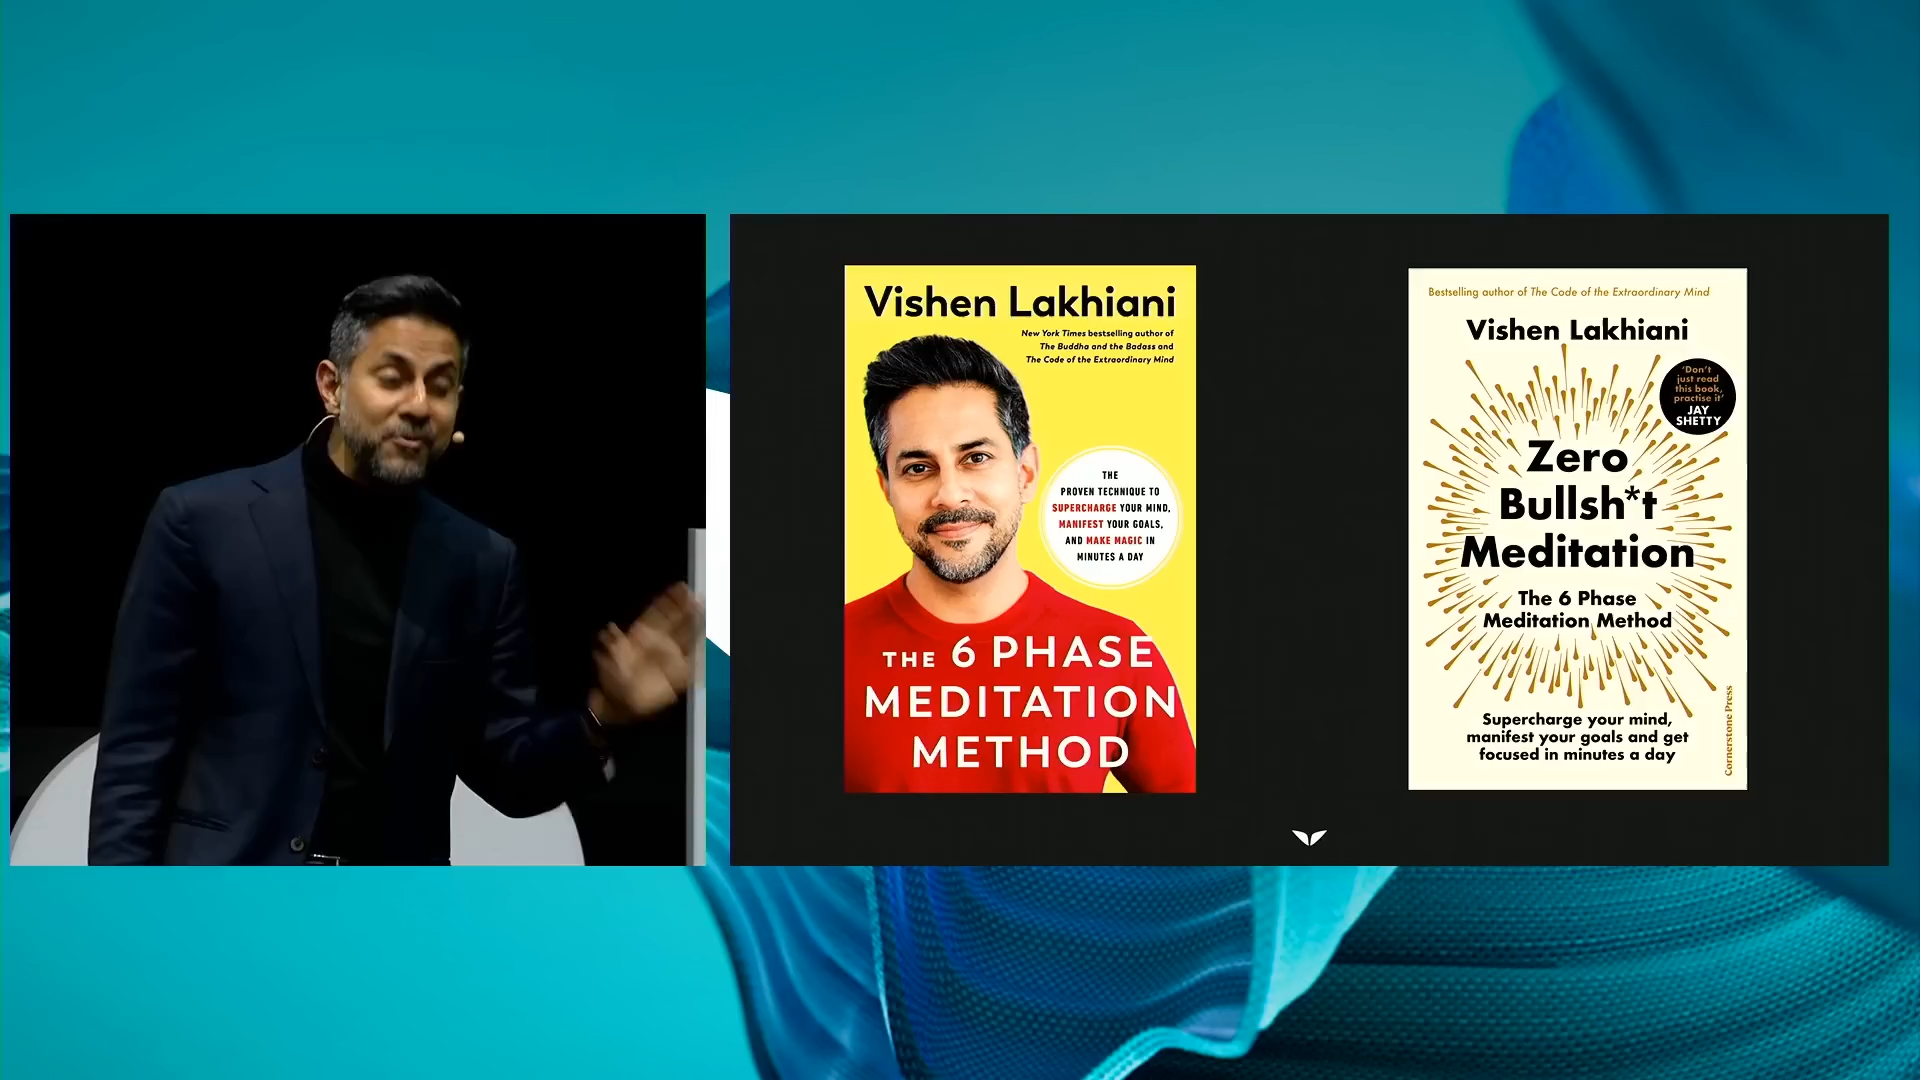 Vishen Lakhiani
New York Times bestselling author of
The Buddha and the Badass and
The Code of the Extraordinary Mind
THE
PROVEN TECHNIQUE TO
SUPERCHARGE YOUR MIND,
MANIFEST YOUR GOALS,
AND MAKE MAGIC IN
MINUTES A DAY
THE 6 PHASE
MEDITATION
METHOD
Bestselling author of The Code of the Extraordinary Mind
Vishen Lakhiani
'Don't
just read
this book,
practise it'
JAY
SHETTY
Zero
Bullsh*t
Meditation
The 6 Phase
Meditation Method
Supercharge your mind,
manifest your goals and get
focused in minutes a day
Cornerstone Press